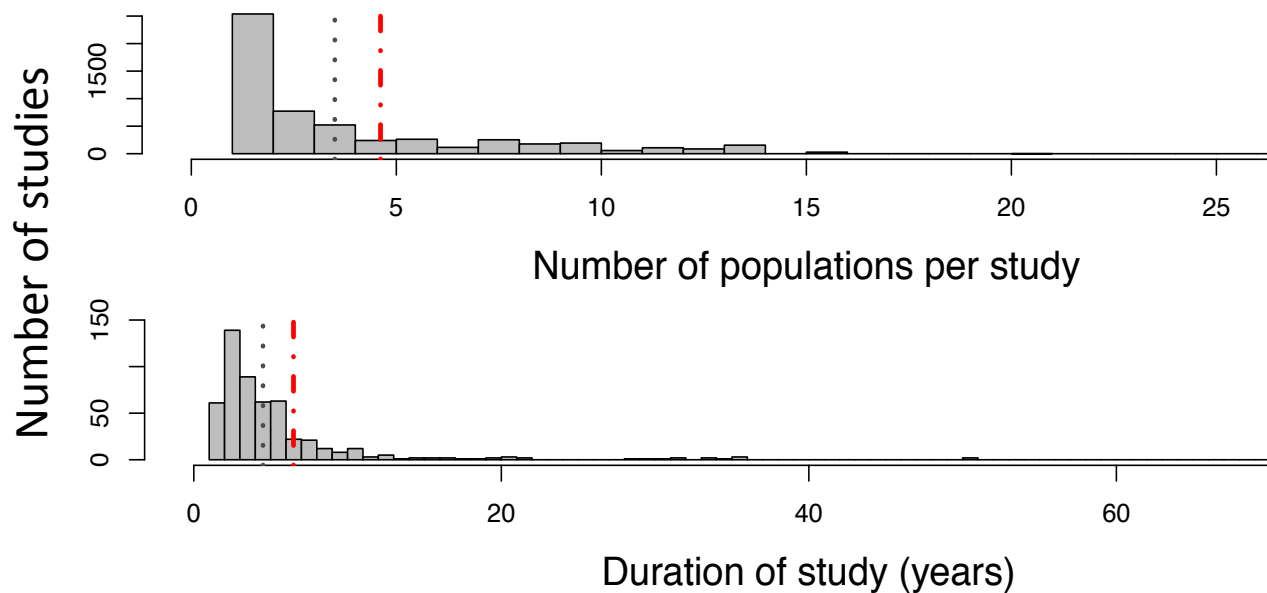 Number of studies
1500
0
0 5 10 15 20 25
Number of populations per study
150
50
0
0 20 40 60
Duration of study (years)